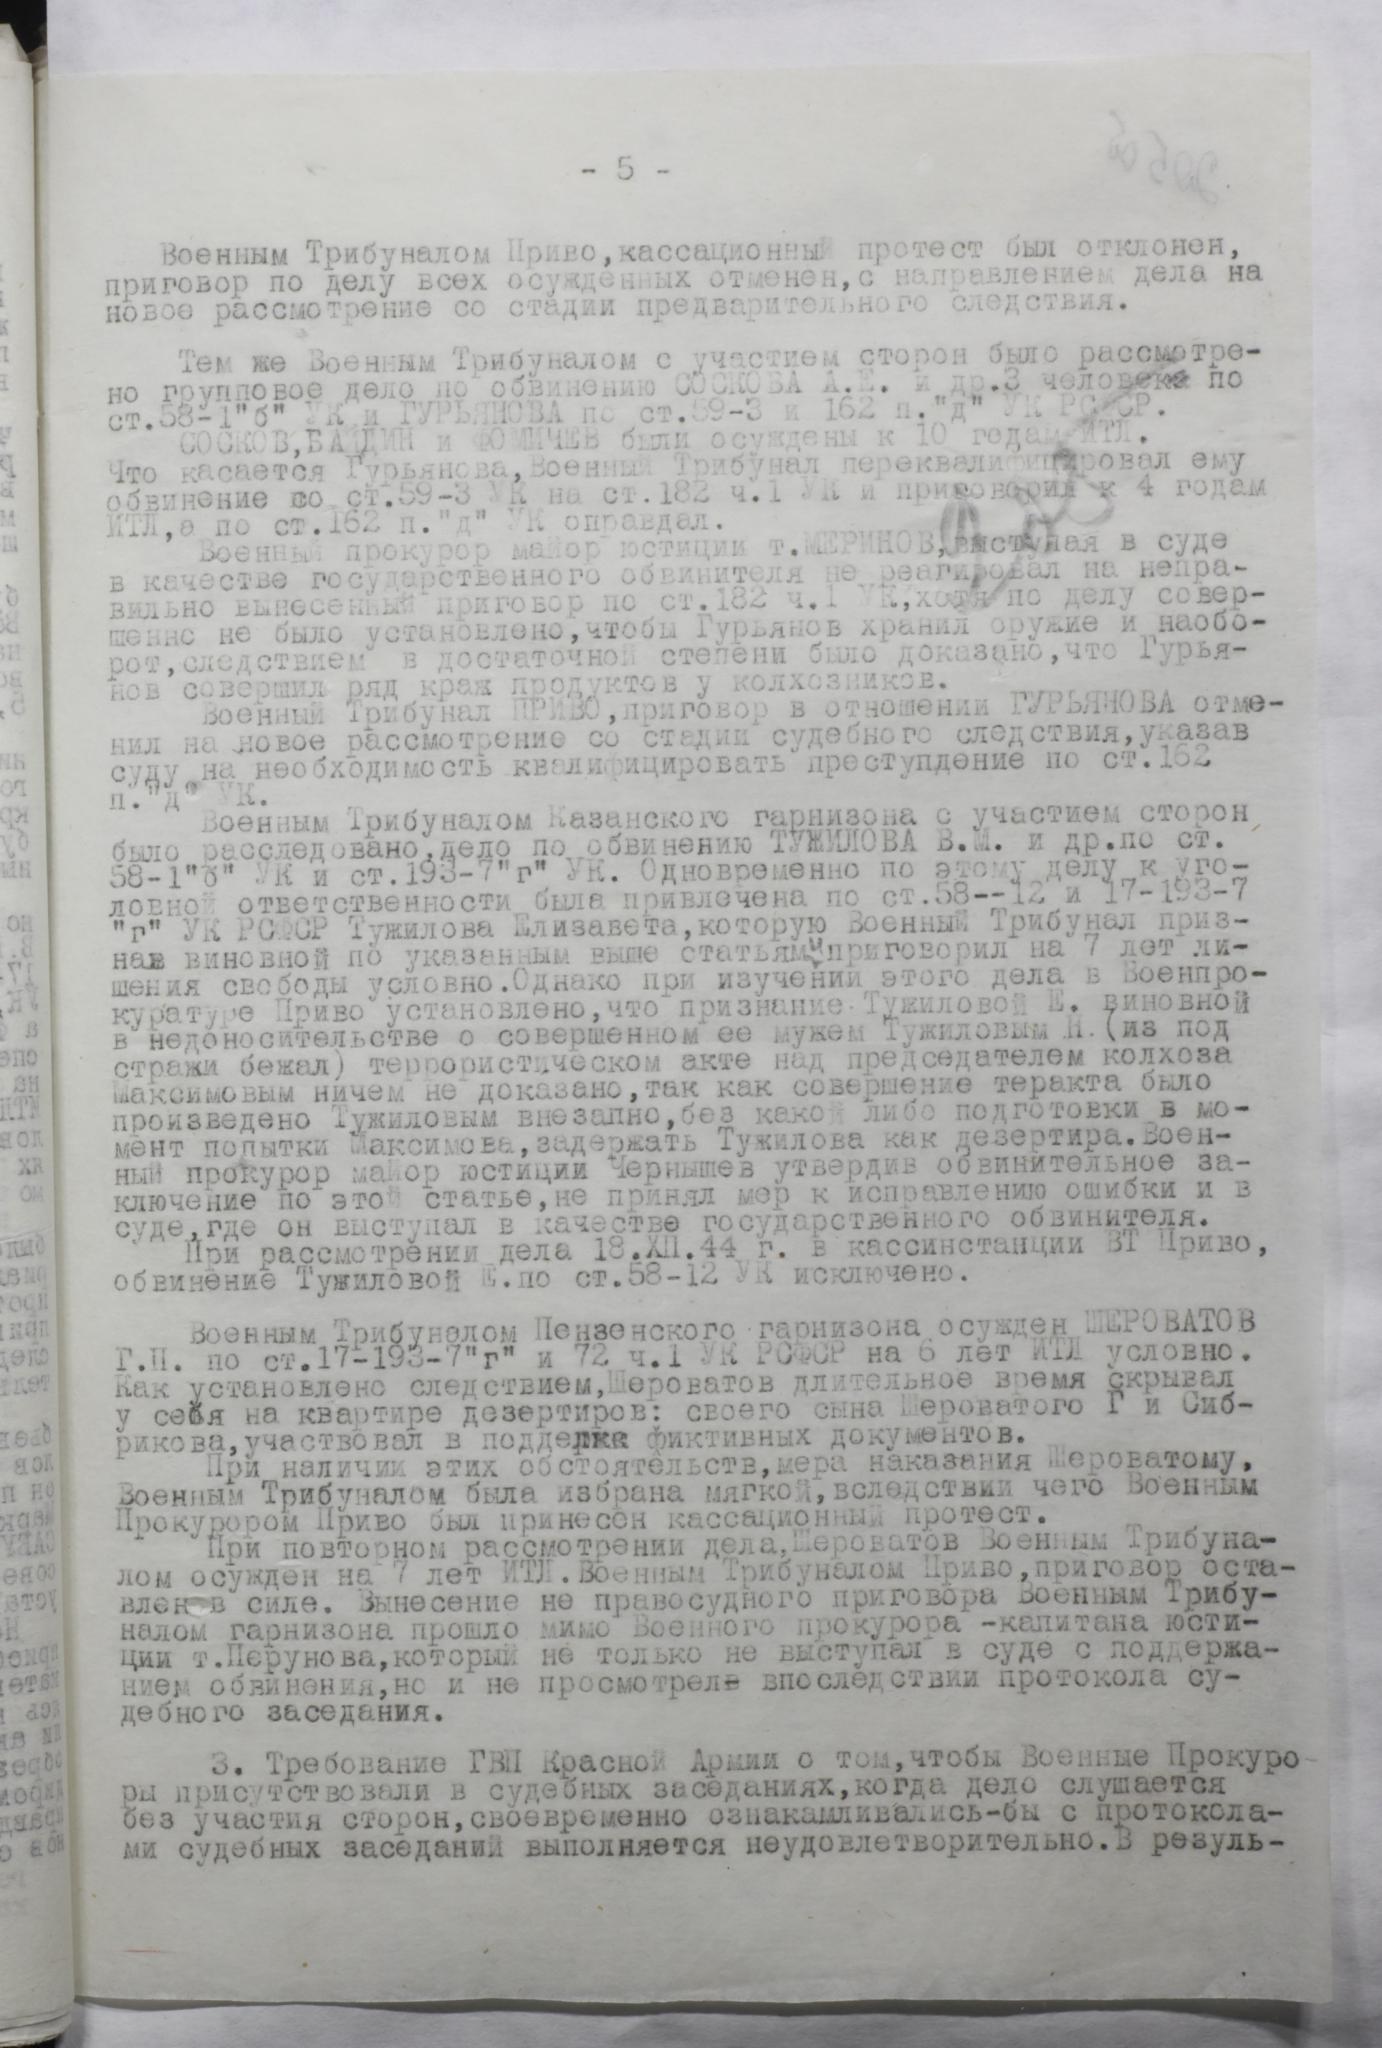 - 5 -
Военным Трибуналом Приво,кассационный протест был отклонен,
приговор по делу всех осужденных отменен,с направлением дела на
новое рассмотрение со стадии предварительного следствия.
Тем же Военным Трибуналом с участием сторон было рассмотре-
но групповое дело по обвинению СОСКОВА А.Е. и др.3 человека по
ст.58-1"б" УК и ГУРЬЯНОВА по ст.59-3 и 162 п."д" УК РСФСР.
СОСКОВ,БАЙДИН и ФОМИЧЕВ были осуждены к 10 годам ИТЛ.
Что касается Гурьянова,Военный Трибунал переквалифицировал ему
обвинение со ст.59-3 УК на ст.182 ч.1 УК и приговорил к 4 годам
ИТЛ,а по ст.162 п."д" УК оправдал.
Военный прокурор майор юстиции т.МЕРИНОВ,выступая в суде
в качестве государственного обвинителя не реагировал на непра-
вильно вынесенный приговор по ст.182 ч.1 УК,хотя по делу совер-
шенно не было установлено,чтобы Гурьянов хранил оружие и наобо-
рот,следствием в достаточной степени было доказано,что Гурья-
нов совершил ряд краж продуктов у колхозников.
Военный Трибунал ПРИВО,приговор в отношении ГУРЬЯНОВА отме-
нил на новое рассмотрение со стадии судебного следствия,указав
суду на необходимость квалифицировать преступление по ст.162
п."д" УК.
Военным Трибуналом Казанского гарнизона с участием сторон
было расследовано,дело по обвинению ТУЖИЛОВА В.М. и др.по ст.
58-1"б" УК и ст.193-7"г" УК. Одновременно по этому делу к уго-
ловной ответственности была привлечена по ст.58--12 и 17-193-7
"г" УК РСФСР Тужилова Елизавета,которую Военный Трибунал приз-
нав виновной по указанным выше статьям,приговорил на 7 лет ли-
шения свободы условно.Однако при изучении этого дела в Военпро-
куратуре Приво установлено,что признание Тужиловой Е. виновной
в недоносительстве о совершенном ее мужем Тужиловым Н.(из под
стражи бежал) террористическом акте над председателем колхоза
Максимовым ничем не доказано,так как совершение теракта было
произведено Тужиловым внезапно,без какой либо подготовки в мо-
мент попытки Максимова,задержать Тужилова как дезертира.Воен-
ный прокурор майор юстиции Чернышев утвердив обвинительное за-
ключение по этой статье,не принял мер к исправлению ошибки и в
суде,где он выступал в качестве государственного обвинителя.
При рассмотрении дела 18.XII.44 г. в кассинстанции ВТ Приво,
обвинение Тужиловой Е.по ст.58-12 УК исключено.
Военным Трибуналом Пензенского гарнизона осужден ШЕРОВАТОВ
Г.П. по ст.17-193-7"г" и 72 ч.1 УК РСФСР на 6 лет ИТЛ условно.
Как установлено следствием,Шероватов длительное время скрывал
у себя на квартире дезертиров: своего сына Шероватого Г и Сиб-
рикова,участвовал в подделке фиктивных документов.
При наличии этих обстоятельств,мера наказания Шероватому,
Военным Трибуналом была избрана мягкой,вследствии чего Военным
Прокурором Приво был принесен кассационный протест.
При повторном рассмотрении дела,Шероватов Военным Трибуна-
лом осужден на 7 лет ИТЛ.Военным Трибуналом Приво,приговор оста-
влен в силе. Вынесение не правосудного приговора Военным Трибу-
налом гарнизона прошло мимо Военного прокурора -капитана юсти-
ции т.Перунова,который не только не выступал в суде с поддержа-
нием обвинения,но и не просмотрел впоследствии протокола су-
дебного заседания.
3. Требование ГВП Красной Армии о том,чтобы Военные Прокуро-
ры присутствовали в судебных заседаниях,когда дело слушается
без участия сторон,своевременно ознакамливались-бы с протокола-
ми судебных заседаний выполняется неудовлетворительно.В резуль-